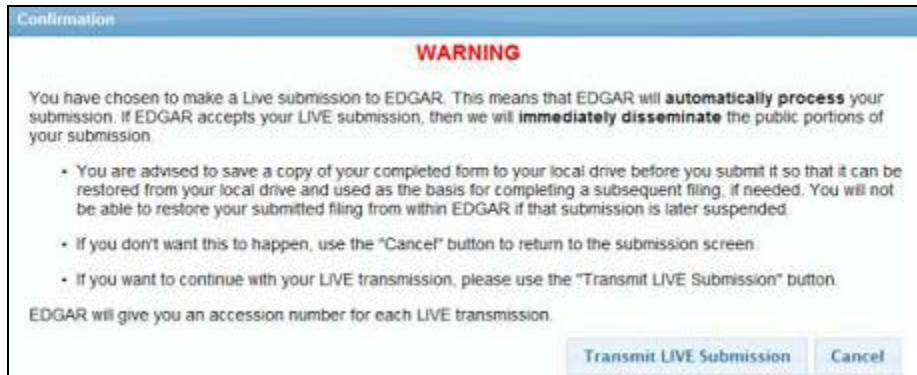 Confirmation
WARNING
You have chosen to make a Live submission to EDGAR. This means that EDGAR will automatically process your
submission. If EDGAR accepts your LIVE submission, then we will immediately disseminate the public portions of
your submission.
• You are advised to save a copy of your completed form to your local drive before you submit it so that it can be
restored from your local drive and used as the basis for completing a subsequent filing, if needed. You will not
be able to restore your submitted filing from within EDGAR if that submission is later suspended.
• If you don't want this to happen, use the "Cancel" button to return to the submission screen.
• If you want to continue with your LIVE transmission, please use the "Transmit LIVE Submission" button.
EDGAR will give you an accession number for each LIVE transmission.
Transmit LIVE Submission Cancel